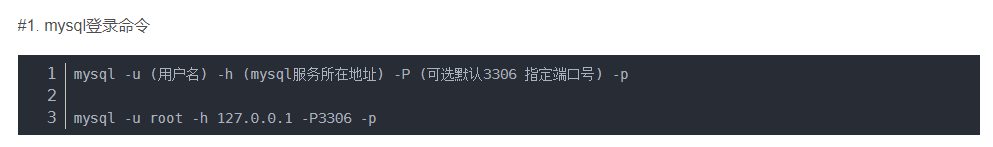 #1. mysql登录命令
1 mysql -u (用户名) -h (mysql服务所在地址) -P (可选默认3306 指定端口号) -p
2
3 mysql -u root -h 127.0.0.1 -P3306 -p